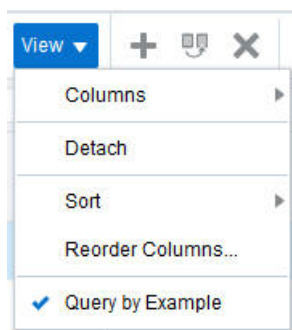 View
Columns
Detach
Sort
Reorder Columns...
Query by Example